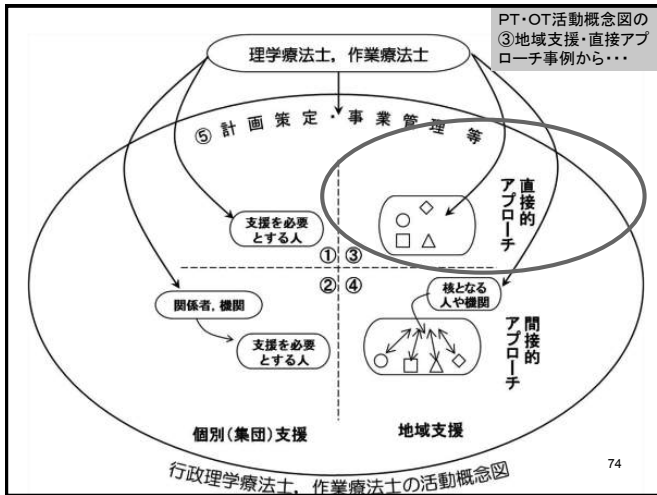 PT・OT活動概念図の
③地域支援・直接アプ
ローチ事例から・・・
理学療法士，作業療法士
⑤計画策定・事業管理 等
直接的
アプローチ
支援を必要
とする人
①③
②④
関係者，機関
核となる
人や機関
支援を必要
とする人
間接的
アプローチ
個別（集団）支援
地域支援
行政理学療法士，作業療法士の活動概念図
74